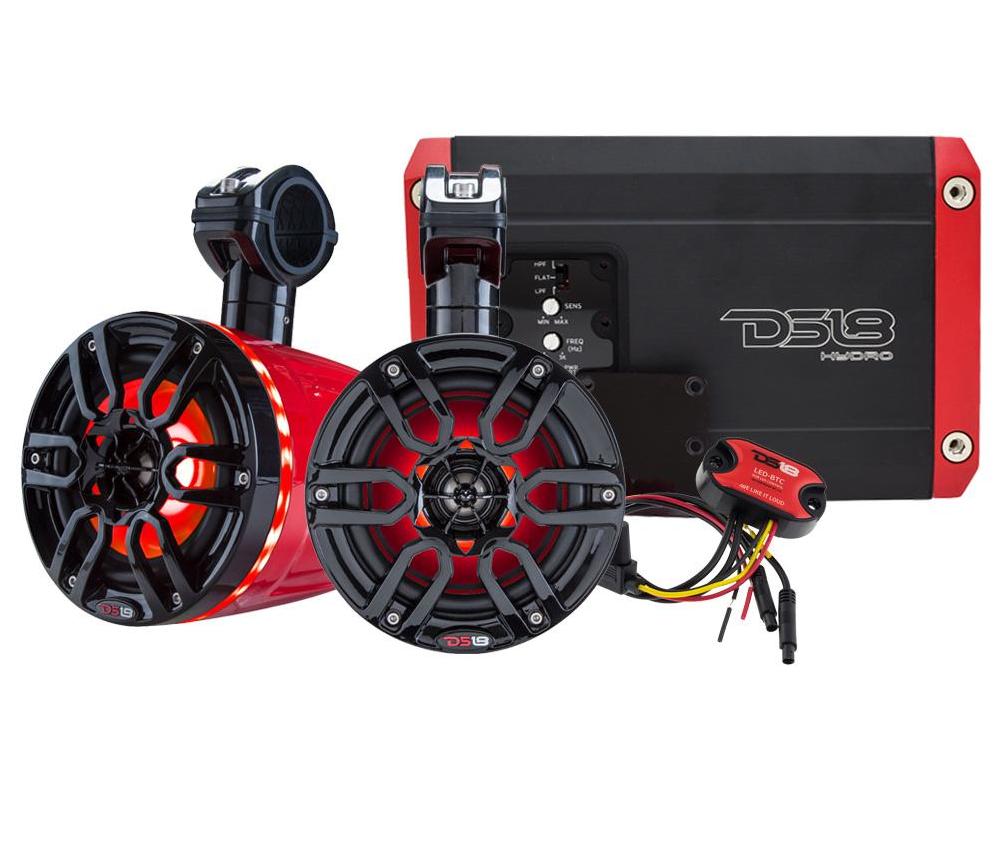 HPF
FLAT
LPF
SENS
MIN MAX
FREQ
(Hz)
DS18
HYDRO
DS18
LED-BTC
WE LIKE IT LOUD
DS18
DS18